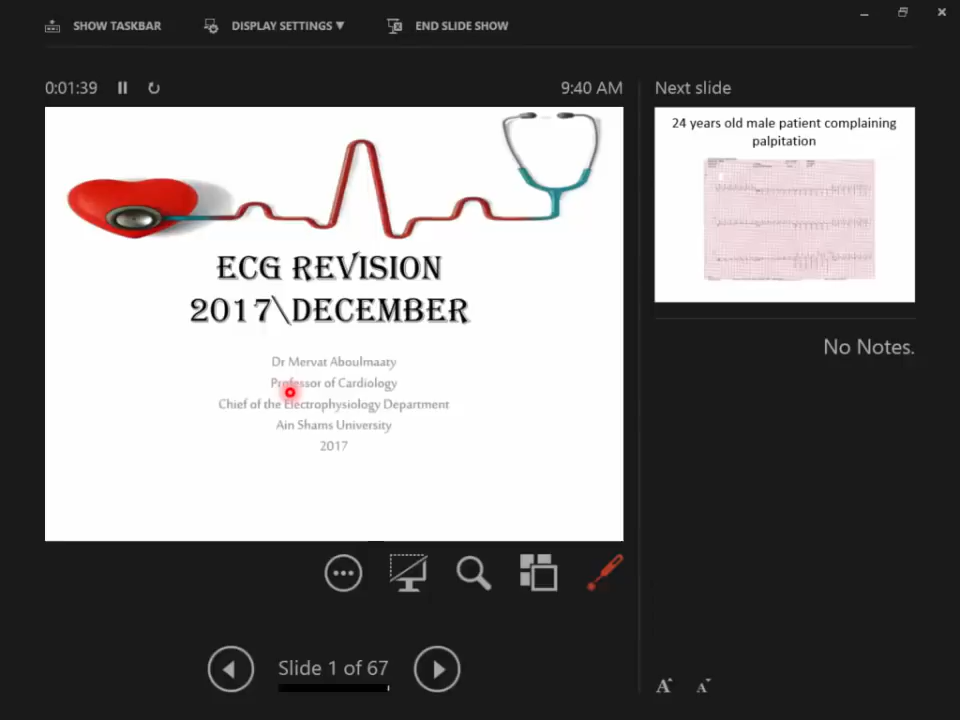 SHOW TASKBAR
DISPLAY SETTINGS ▼
END SLIDE SHOW
0:01:39
9:40 AM
Next slide
ECG REVISION
2017\DECEMBER
Dr Mervat Aboulmaaty
Professor of Cardiology
Chief of the Electrophysiology Department
Ain Shams University
2017
24 years old male patient complaining
palpitation
No Notes.
Slide 1 of 67
A A